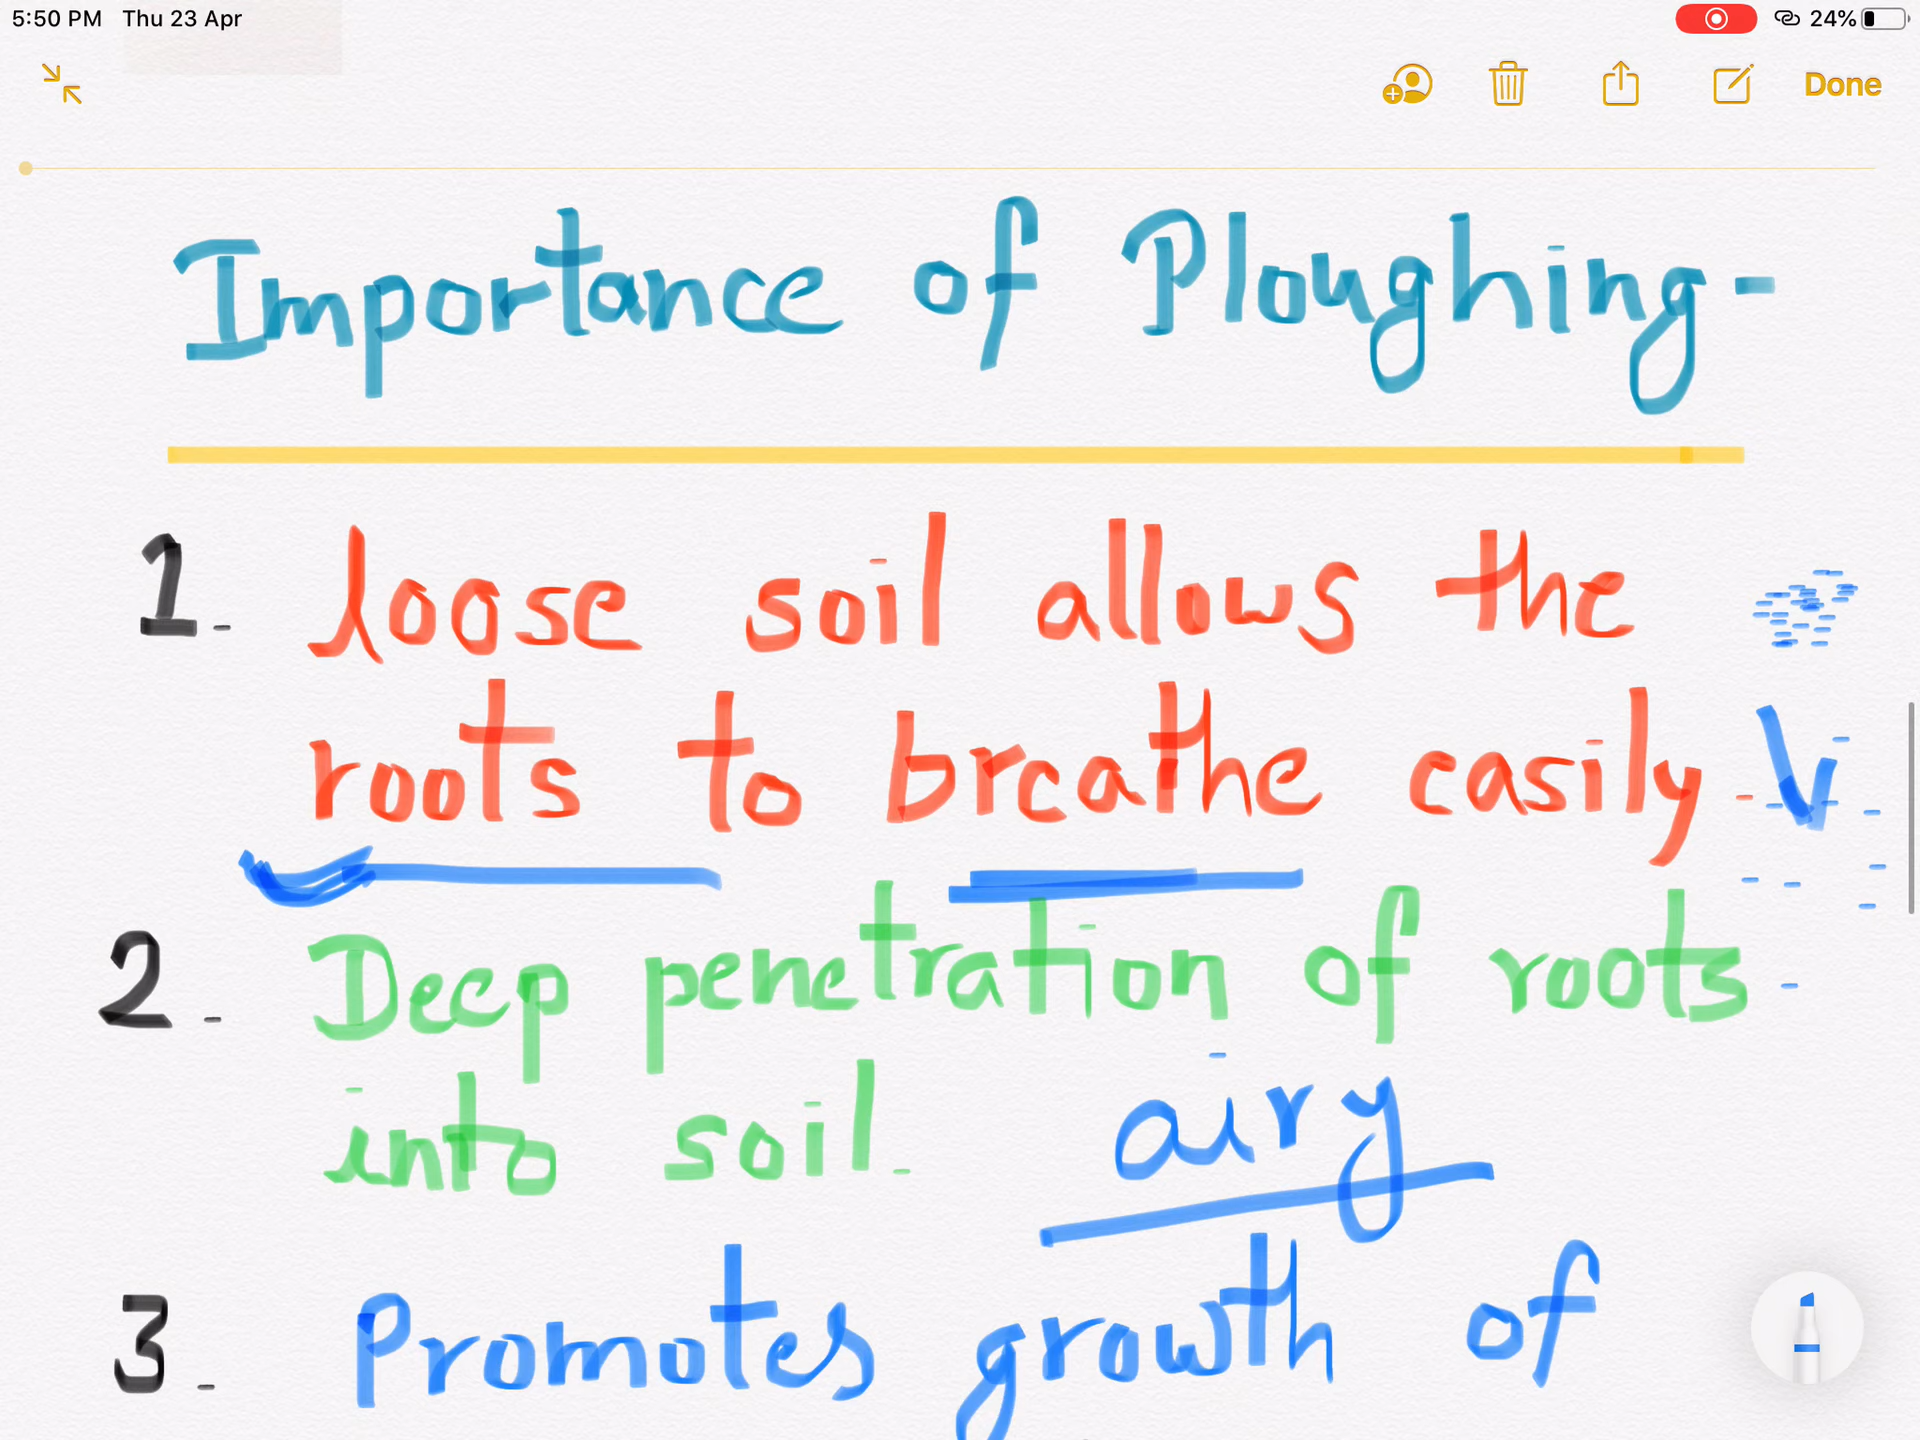 5:50 PM Thu 23 Apr 24%
Done
Importance of Ploughing-
1. loose soil allows the
roots to breathe easily.
2. Deep penetration of roots
into soil.
airy
3. Promotes growth of